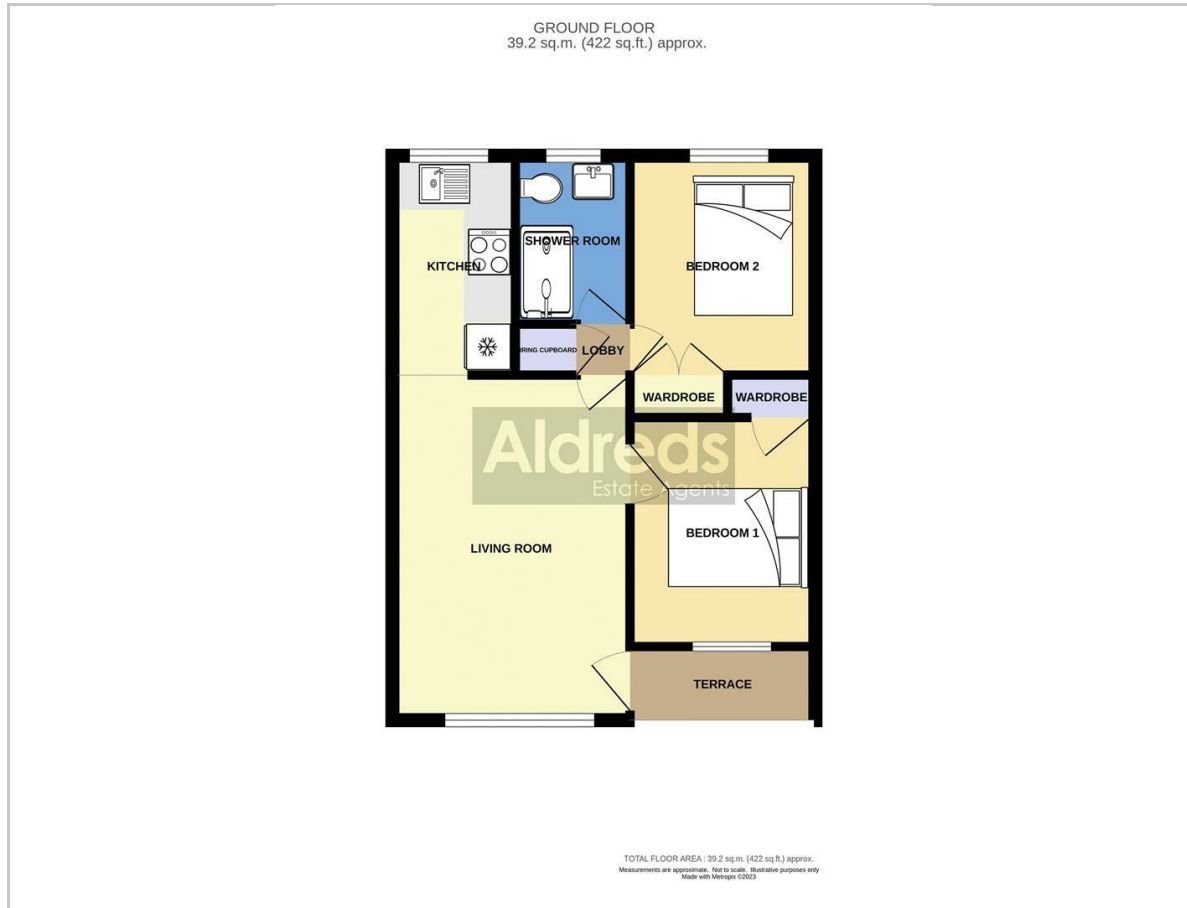 GROUND FLOOR
39.2 sq.m. (422 sq.ft.) approx.
SHOWER ROOM
KITCHEN
BEDROOM 2
IRING CUPBOARD
LOBBY
WARDROBE
WARDROBE
Aldreds
Estate Agents
BEDROOM 1
LIVING ROOM
TERRACE
TOTAL FLOOR AREA : 39.2 sq.m. (422 sq.ft.) approx.
Measurements are approximate. Not to scale. Illustrative purposes only
Made with Metropix ©2023